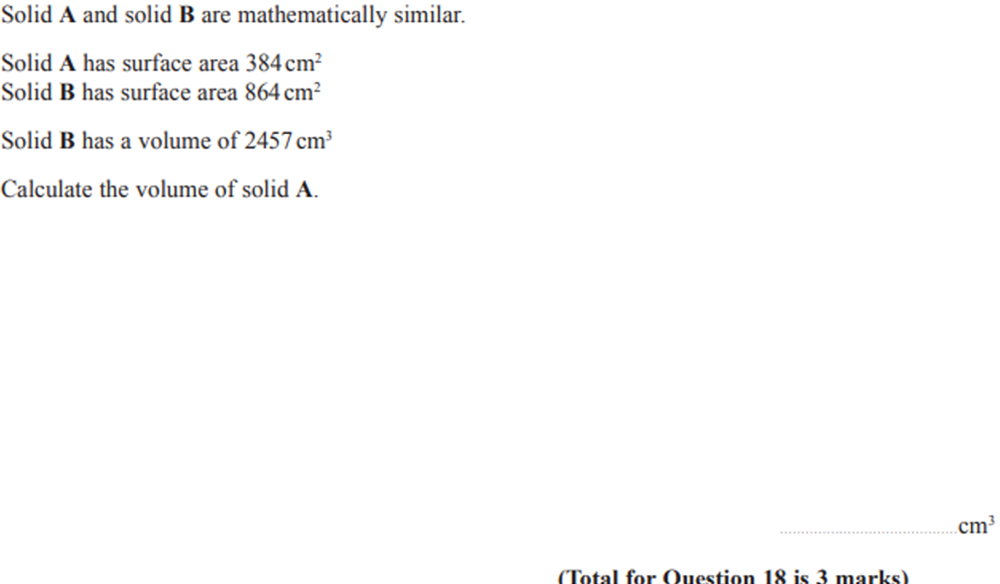 Solid A and solid B are mathematically similar.
Solid A has surface area 384 cm²
Solid B has surface area 864 cm²
Solid B has a volume of 2457 cm³
Calculate the volume of solid A.
.......................................cm³
(Total for Question 18 is 3 marks)